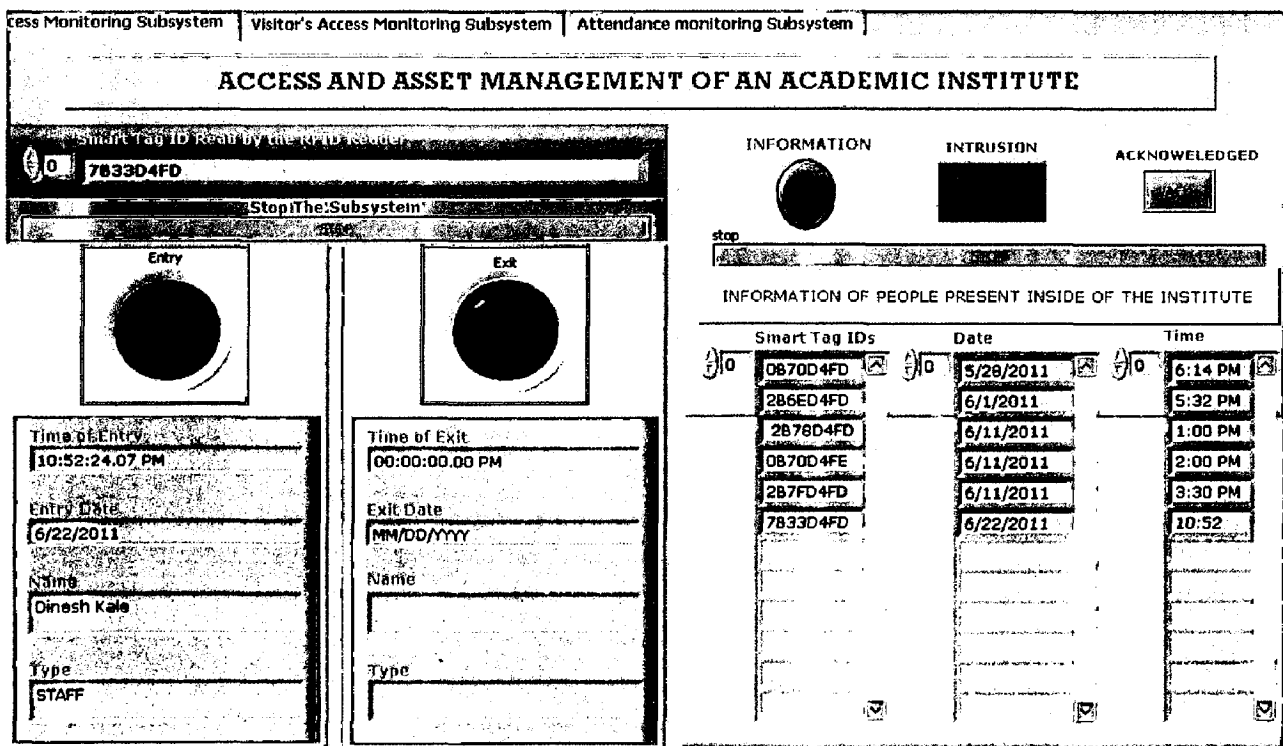 cess Monitoring Subsystem
Visitor's Access Monitoring Subsystem
Attendance monitoring Subsystem
ACCESS AND ASSET MANAGEMENT OF AN ACADEMIC INSTITUTE
Smart Tag ID Read by the RFID Reader
0
7B33D4FD
Stop The Subsystem
Entry
Exit
Time of Entry
10:52:24.07 PM
Entry Date
6/22/2011
Name
Dinesh Kale
Type
STAFF
Time of Exit
00:00:00.00 PM
Exit Date
MM/DD/YYYY
Name
Type
INFORMATION
INTRUSION
ACKNOWELEDGED
stop
INFORMATION OF PEOPLE PRESENT INSIDE OF THE INSTITUTE
Smart Tag IDs Date Time
0 0B70D4FD 0 5/28/2011 0 6:14 PM
2B6ED4FD 6/1/2011 5:32 PM
2B78D4FD 6/11/2011 1:00 PM
0B70D4FE 6/11/2011 2:00 PM
2B7FD4FD 6/11/2011 3:30 PM
7B33D4FD 6/22/2011 10:52